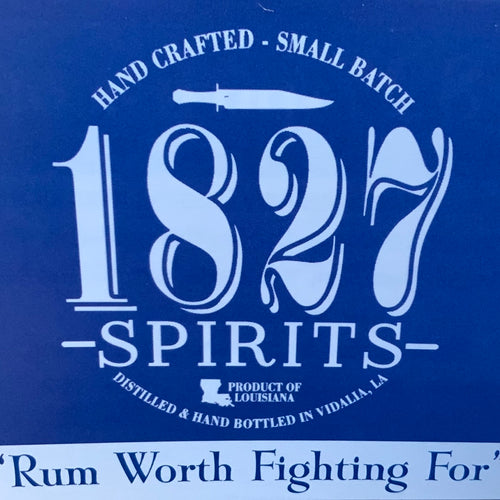 HAND CRAFTED - SMALL BATCH
1827
-SPIRITS-
PRODUCT OF
LOUISIANA
DISTILLED & HAND BOTTLED IN VIDALIA, LA
"Rum Worth Fighting For"